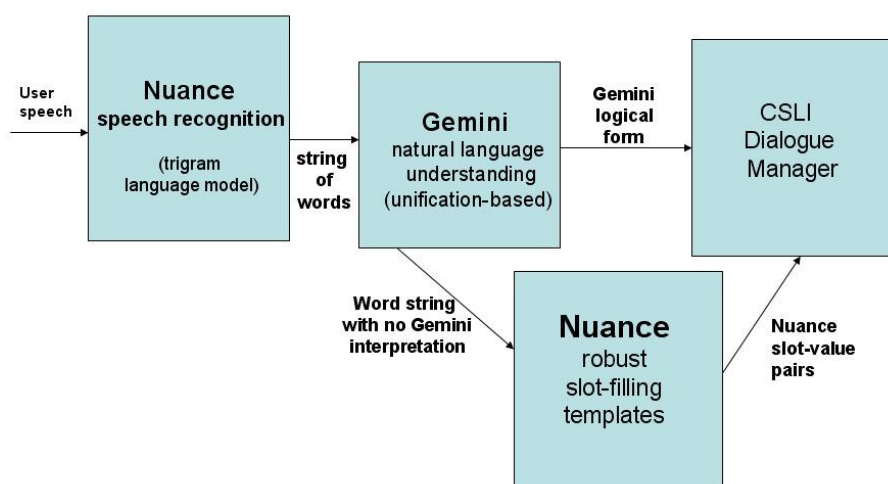 User
speech
Nuance
speech recognition
(trigram
language model)
string
of
words
Gemini
natural language
understanding
(unification-based)
Gemini
logical
form
CSLI
Dialogue
Manager
Word string
with no Gemini
interpretation
Nuance
robust
slot-filling
templates
Nuance
slot-value
pairs